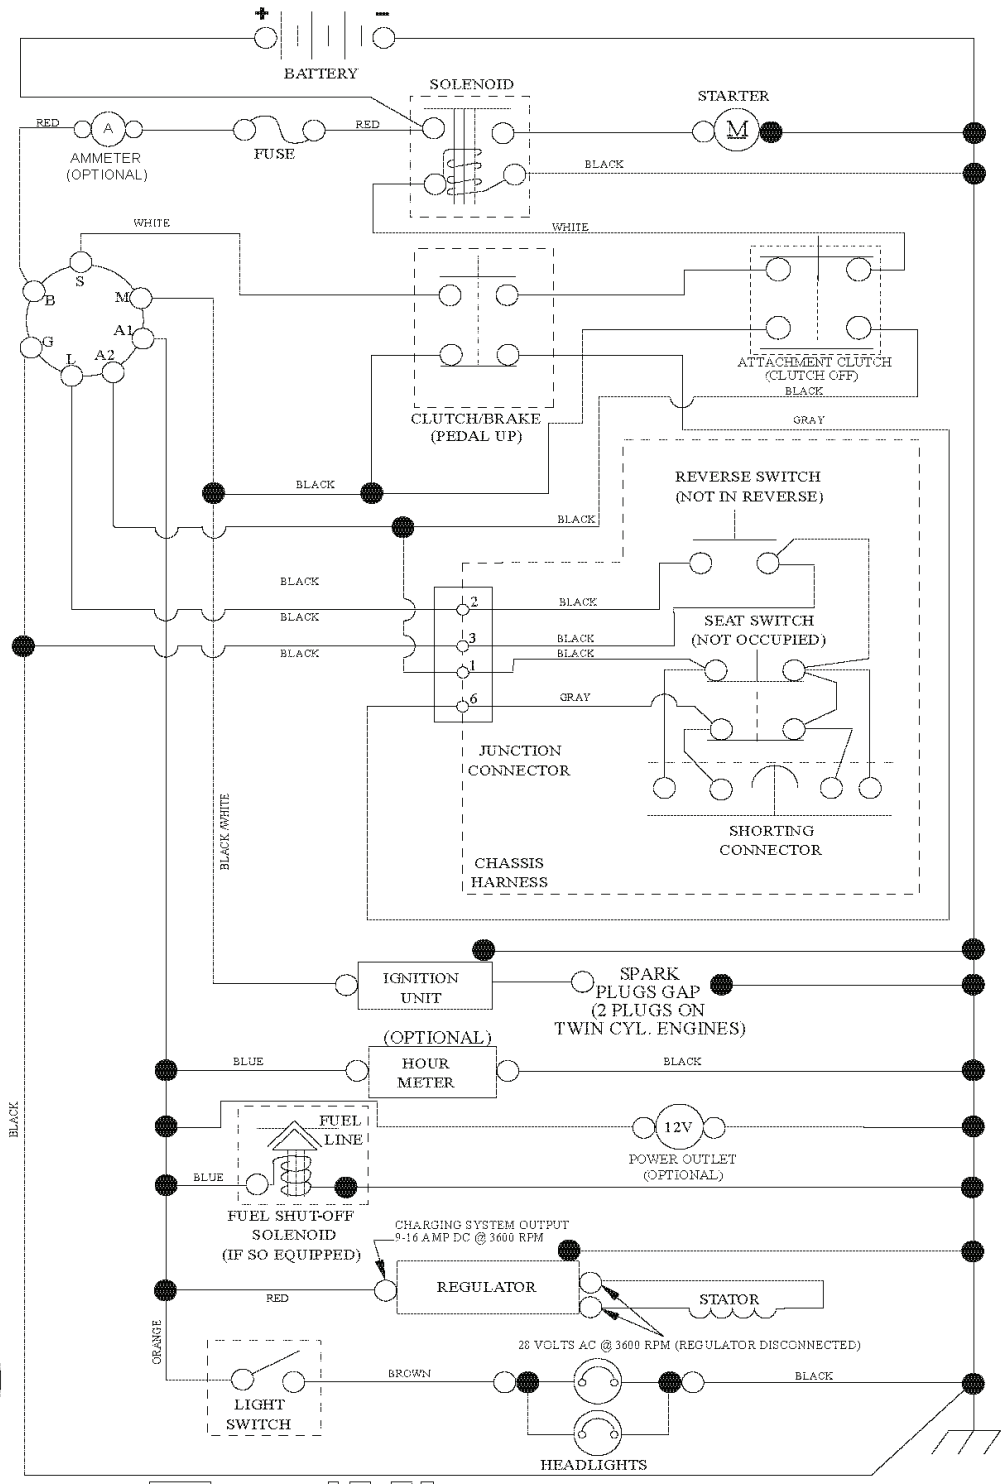 + −
BATTERY
SOLENOID
STARTER
RED
A
RED
M
FUSE
AMMETER
(OPTIONAL)
BLACK
WHITE
WHITE
S
B
M
G
A1
L
A2
ATTACHMENT CLUTCH
(CLUTCH OFF)
BLACK
CLUTCH/BRAKE
(PEDAL UP)
GRAY
REVERSE SWITCH
(NOT IN REVERSE)
BLACK
BLACK
BLACK
2
BLACK
BLACK
SEAT SWITCH
(NOT OCCUPIED)
3
BLACK
BLACK
BLACK
1
6
GRAY
JUNCTION
CONNECTOR
BLACK/WHITE
SHORTING
CONNECTOR
CHASSIS
HARNESS
IGNITION
UNIT
SPARK
PLUGS GAP
(2 PLUGS ON
TWIN CYL. ENGINES)
(OPTIONAL)
BLUE
HOUR
METER
BLACK
BLACK
FUEL
LINE
12V
POWER OUTLET
(OPTIONAL)
BLUE
FUEL SHUT-OFF
SOLENOID
(IF SO EQUIPPED)
CHARGING SYSTEM OUTPUT
9-16 AMP DC @ 3600 RPM
REGULATOR
RED
STATOR
28 VOLTS AC @ 3600 RPM (REGULATOR DISCONNECTED)
ORANGE
BROWN
BLACK
LIGHT
SWITCH
HEADLIGHTS